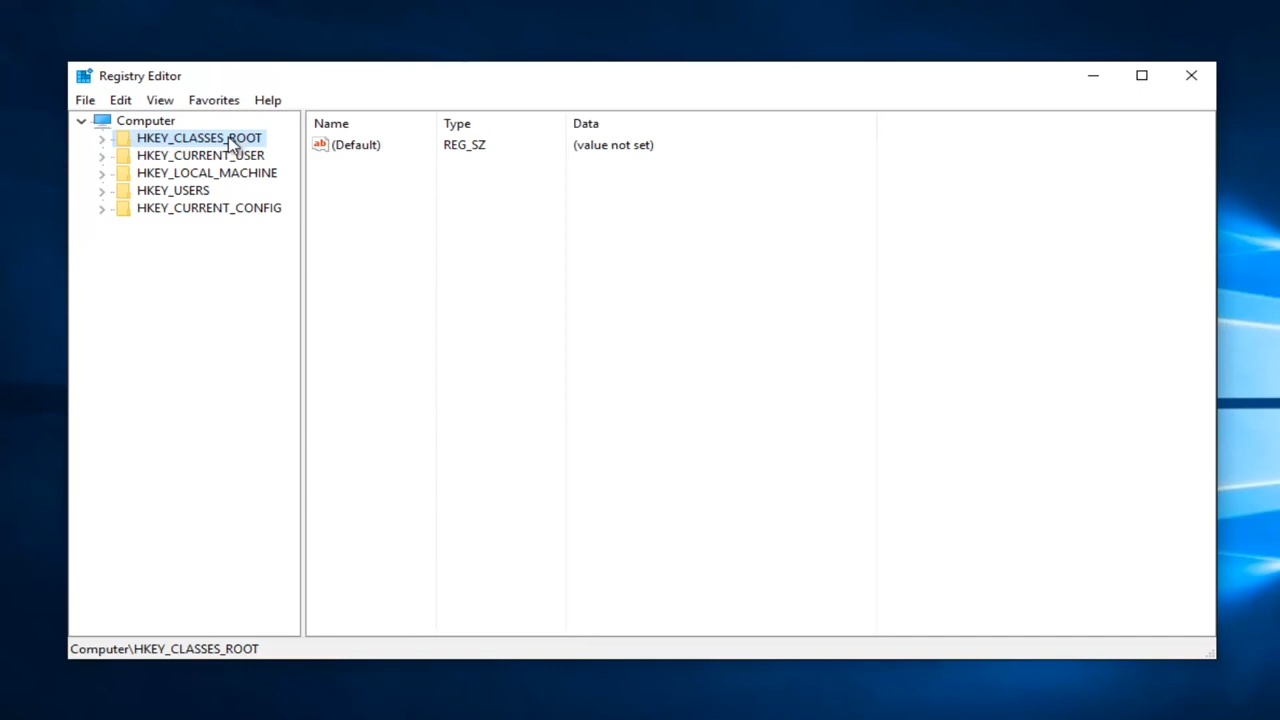 Registry Editor
File Edit View Favorites Help
Computer
HKEY_CLASSES_ROOT
HKEY_CURRENT_USER
HKEY_LOCAL_MACHINE
HKEY_USERS
HKEY_CURRENT_CONFIG
Name Type Data
ab (Default) REG_SZ (value not set)
Computer\HKEY_CLASSES_ROOT